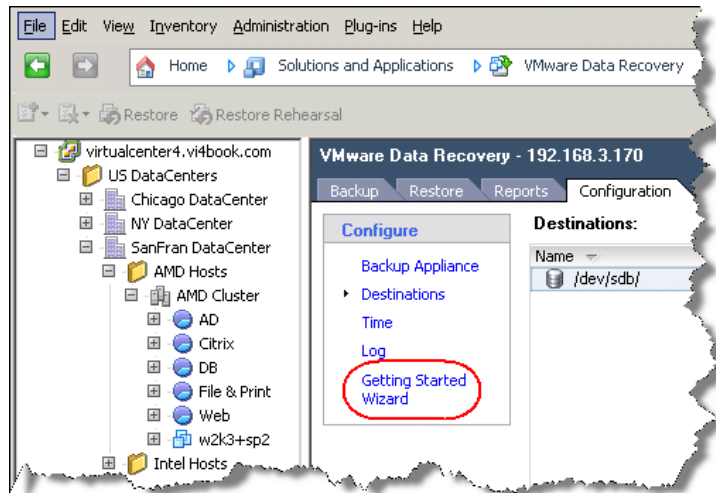 File Edit View Inventory Administration Plug-ins Help
Home Solutions and Applications VMware Data Recovery
Restore Restore Rehearsal
virtualcenter4.vi4book.com
US DataCenters
Chicago DataCenter
NY DataCenter
SanFran DataCenter
AMD Hosts
AMD Cluster
AD
Citrix
DB
File & Print
Web
w2k3+sp2
Intel Hosts
VMware Data Recovery - 192.168.3.170
Backup Restore Reports Configuration
Configure
Backup Appliance
Destinations
Time
Log
Getting Started
Wizard
Destinations:
Name
/dev/sdb/